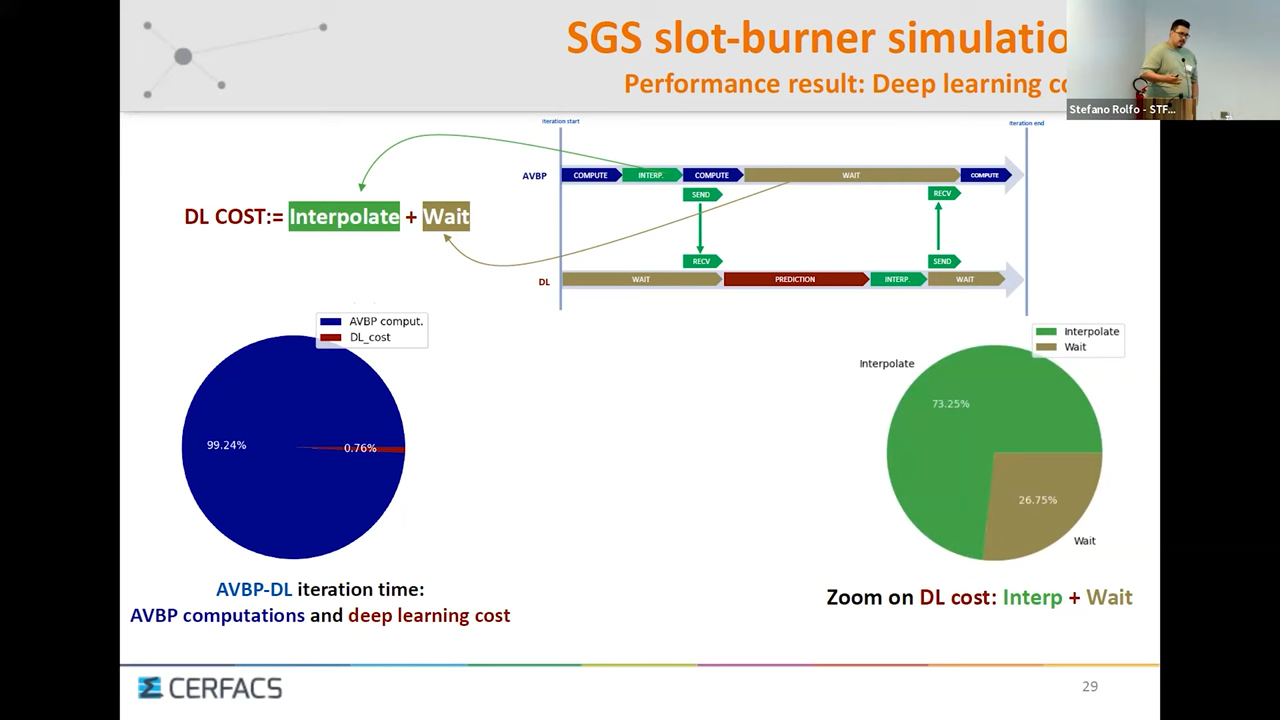 SGS slot-burner simulatio
Performance result: Deep learning co
Stefano Rolfo - STF...
Iteration start
Iteration end
AVBP
COMPUTE
INTERP.
COMPUTE
WAIT
COMPUTE
SEND
RECV
DL COST:= Interpolate + Wait
RECV
SEND
DL
WAIT
PREDICTION
INTERP.
WAIT
AVBP comput.
DL_cost
99.24%
0.76%
Interpolate
Wait
Interpolate
73.25%
26.75%
Wait
AVBP-DL iteration time:
AVBP computations and deep learning cost
Zoom on DL cost: Interp + Wait
CERFACS
29